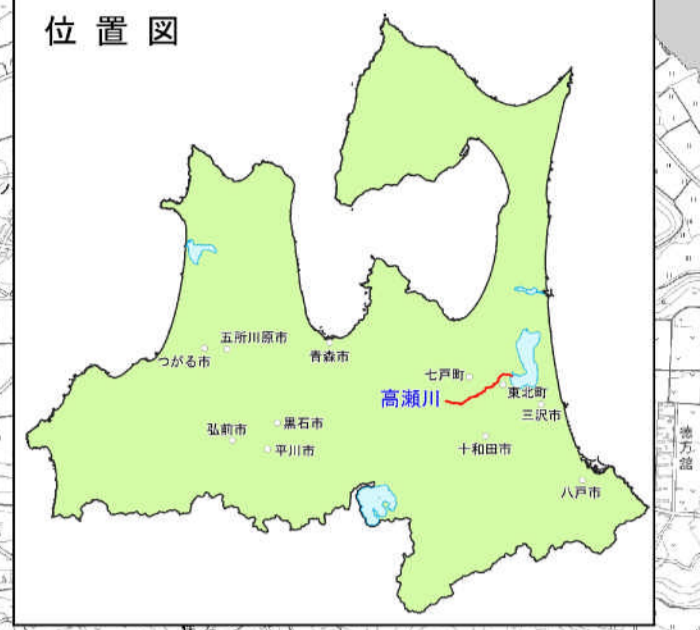 位置図
五所川原市
つがる市
青森市
七戸町
高瀬川
東北町
三沢市
黒石市
弘前市
平川市
十和田市
八戸市